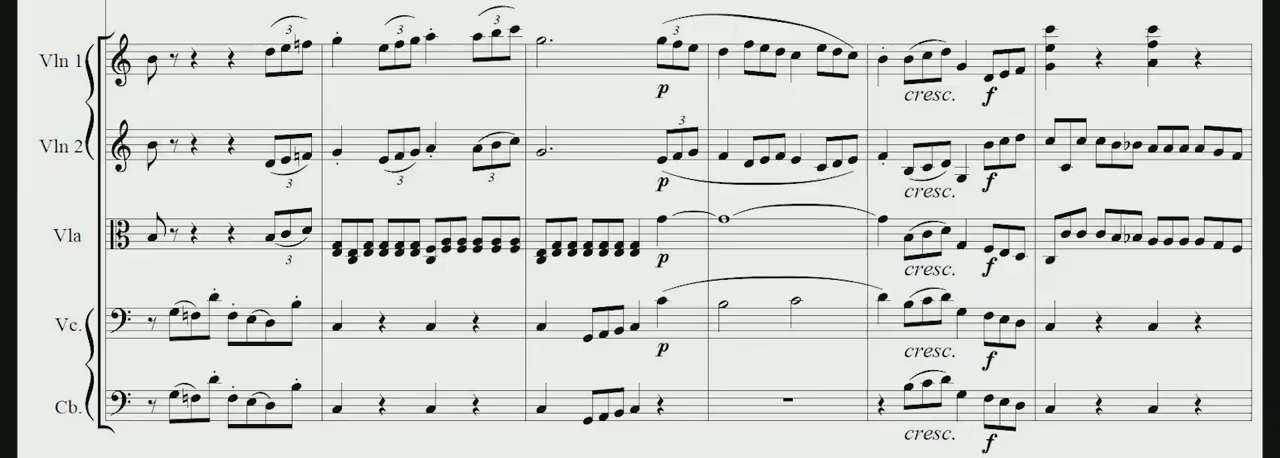 3 3 3
Vln 1
3
p cresc. f
3
Vln 2
3 3 3
p cresc. f
Vla
3
p cresc. f
Vc.
p cresc. f
Cb.
cresc. f